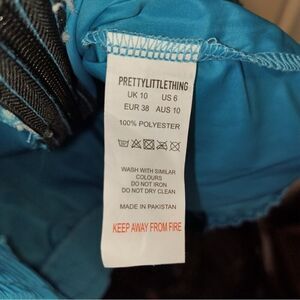 PRETTYLITTLETHING
UK 10 US 6
EUR 38 AUS 10
100% POLYESTER
WASH WITH SIMILAR
COLOURS
DO NOT IRON
DO NOT DRY CLEAN
MADE IN PAKISTAN
KEEP AWAY FROM FIRE